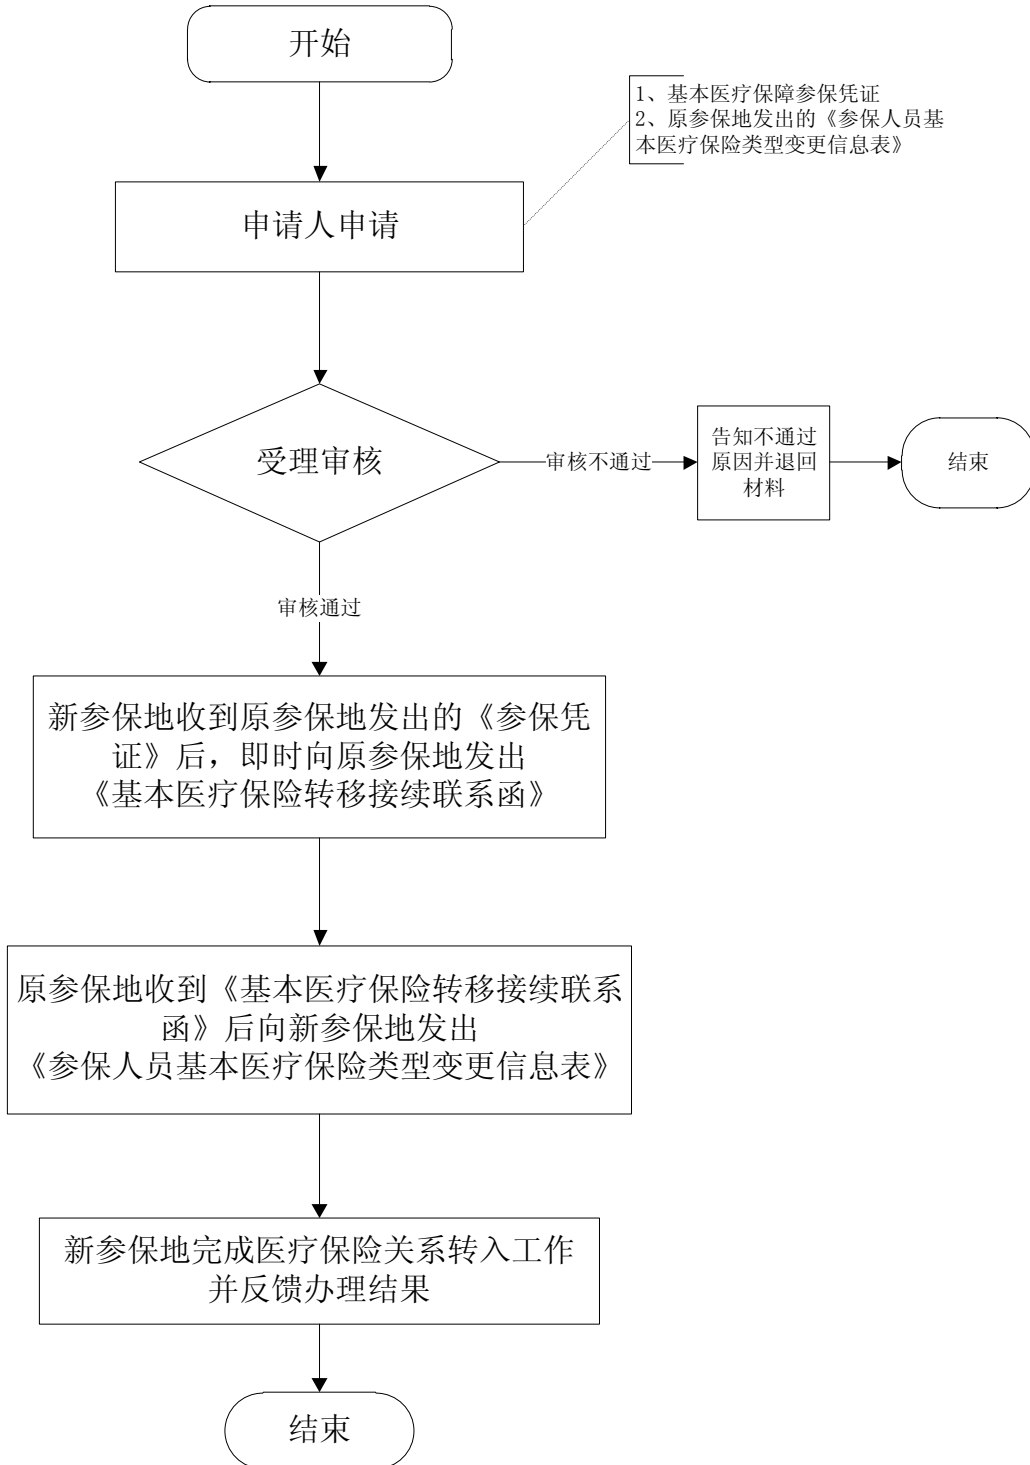 开始
1、基本医疗保障参保凭证
2、原参保地发出的《参保人员基
本医疗保险类型变更信息表》
申请人申请
受理审核
审核不通过
告知不通过
原因并退回
材料
结束
审核通过
新参保地收到原参保地发出的《参保凭
证》后，即时向原参保地发出
《基本医疗保险转移接续联系函》
原参保地收到《基本医疗保险转移接续联系
函》后向新参保地发出
《参保人员基本医疗保险类型变更信息表》
新参保地完成医疗保险关系转入工作
并反馈办理结果
结束